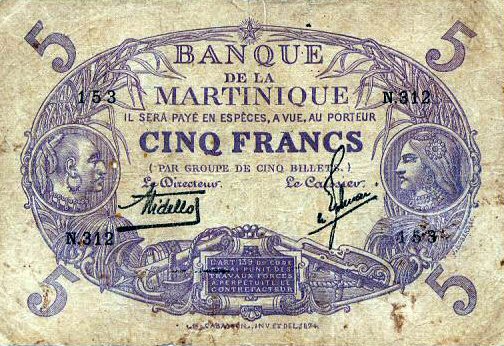 5 5
BANQUE
DE LA
153 MARTINIQUE N.312
IL SERA PAYÉ EN ESPÈCES, A VUE, AU PORTEUR
CINQ FRANCS
(PAR GROUPE DE CINQ BILLETS.)
Le Directeur. Le Caissier.
N.312 153
L'ART. 139 DU CODE
PUNIT DES
TRAVAUX FORCÉS
A PERPÉTUITÉ LE
CONTREFACTEUR
5 5